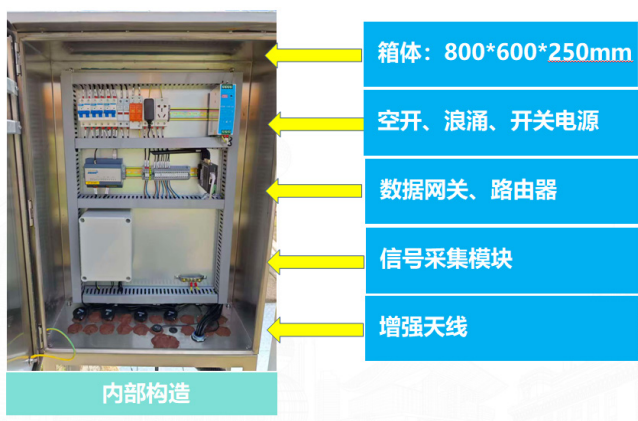 箱体：800*600*250mm
空开、浪涌、开关电源
数据网关、路由器
信号采集模块
增强天线
内部构造